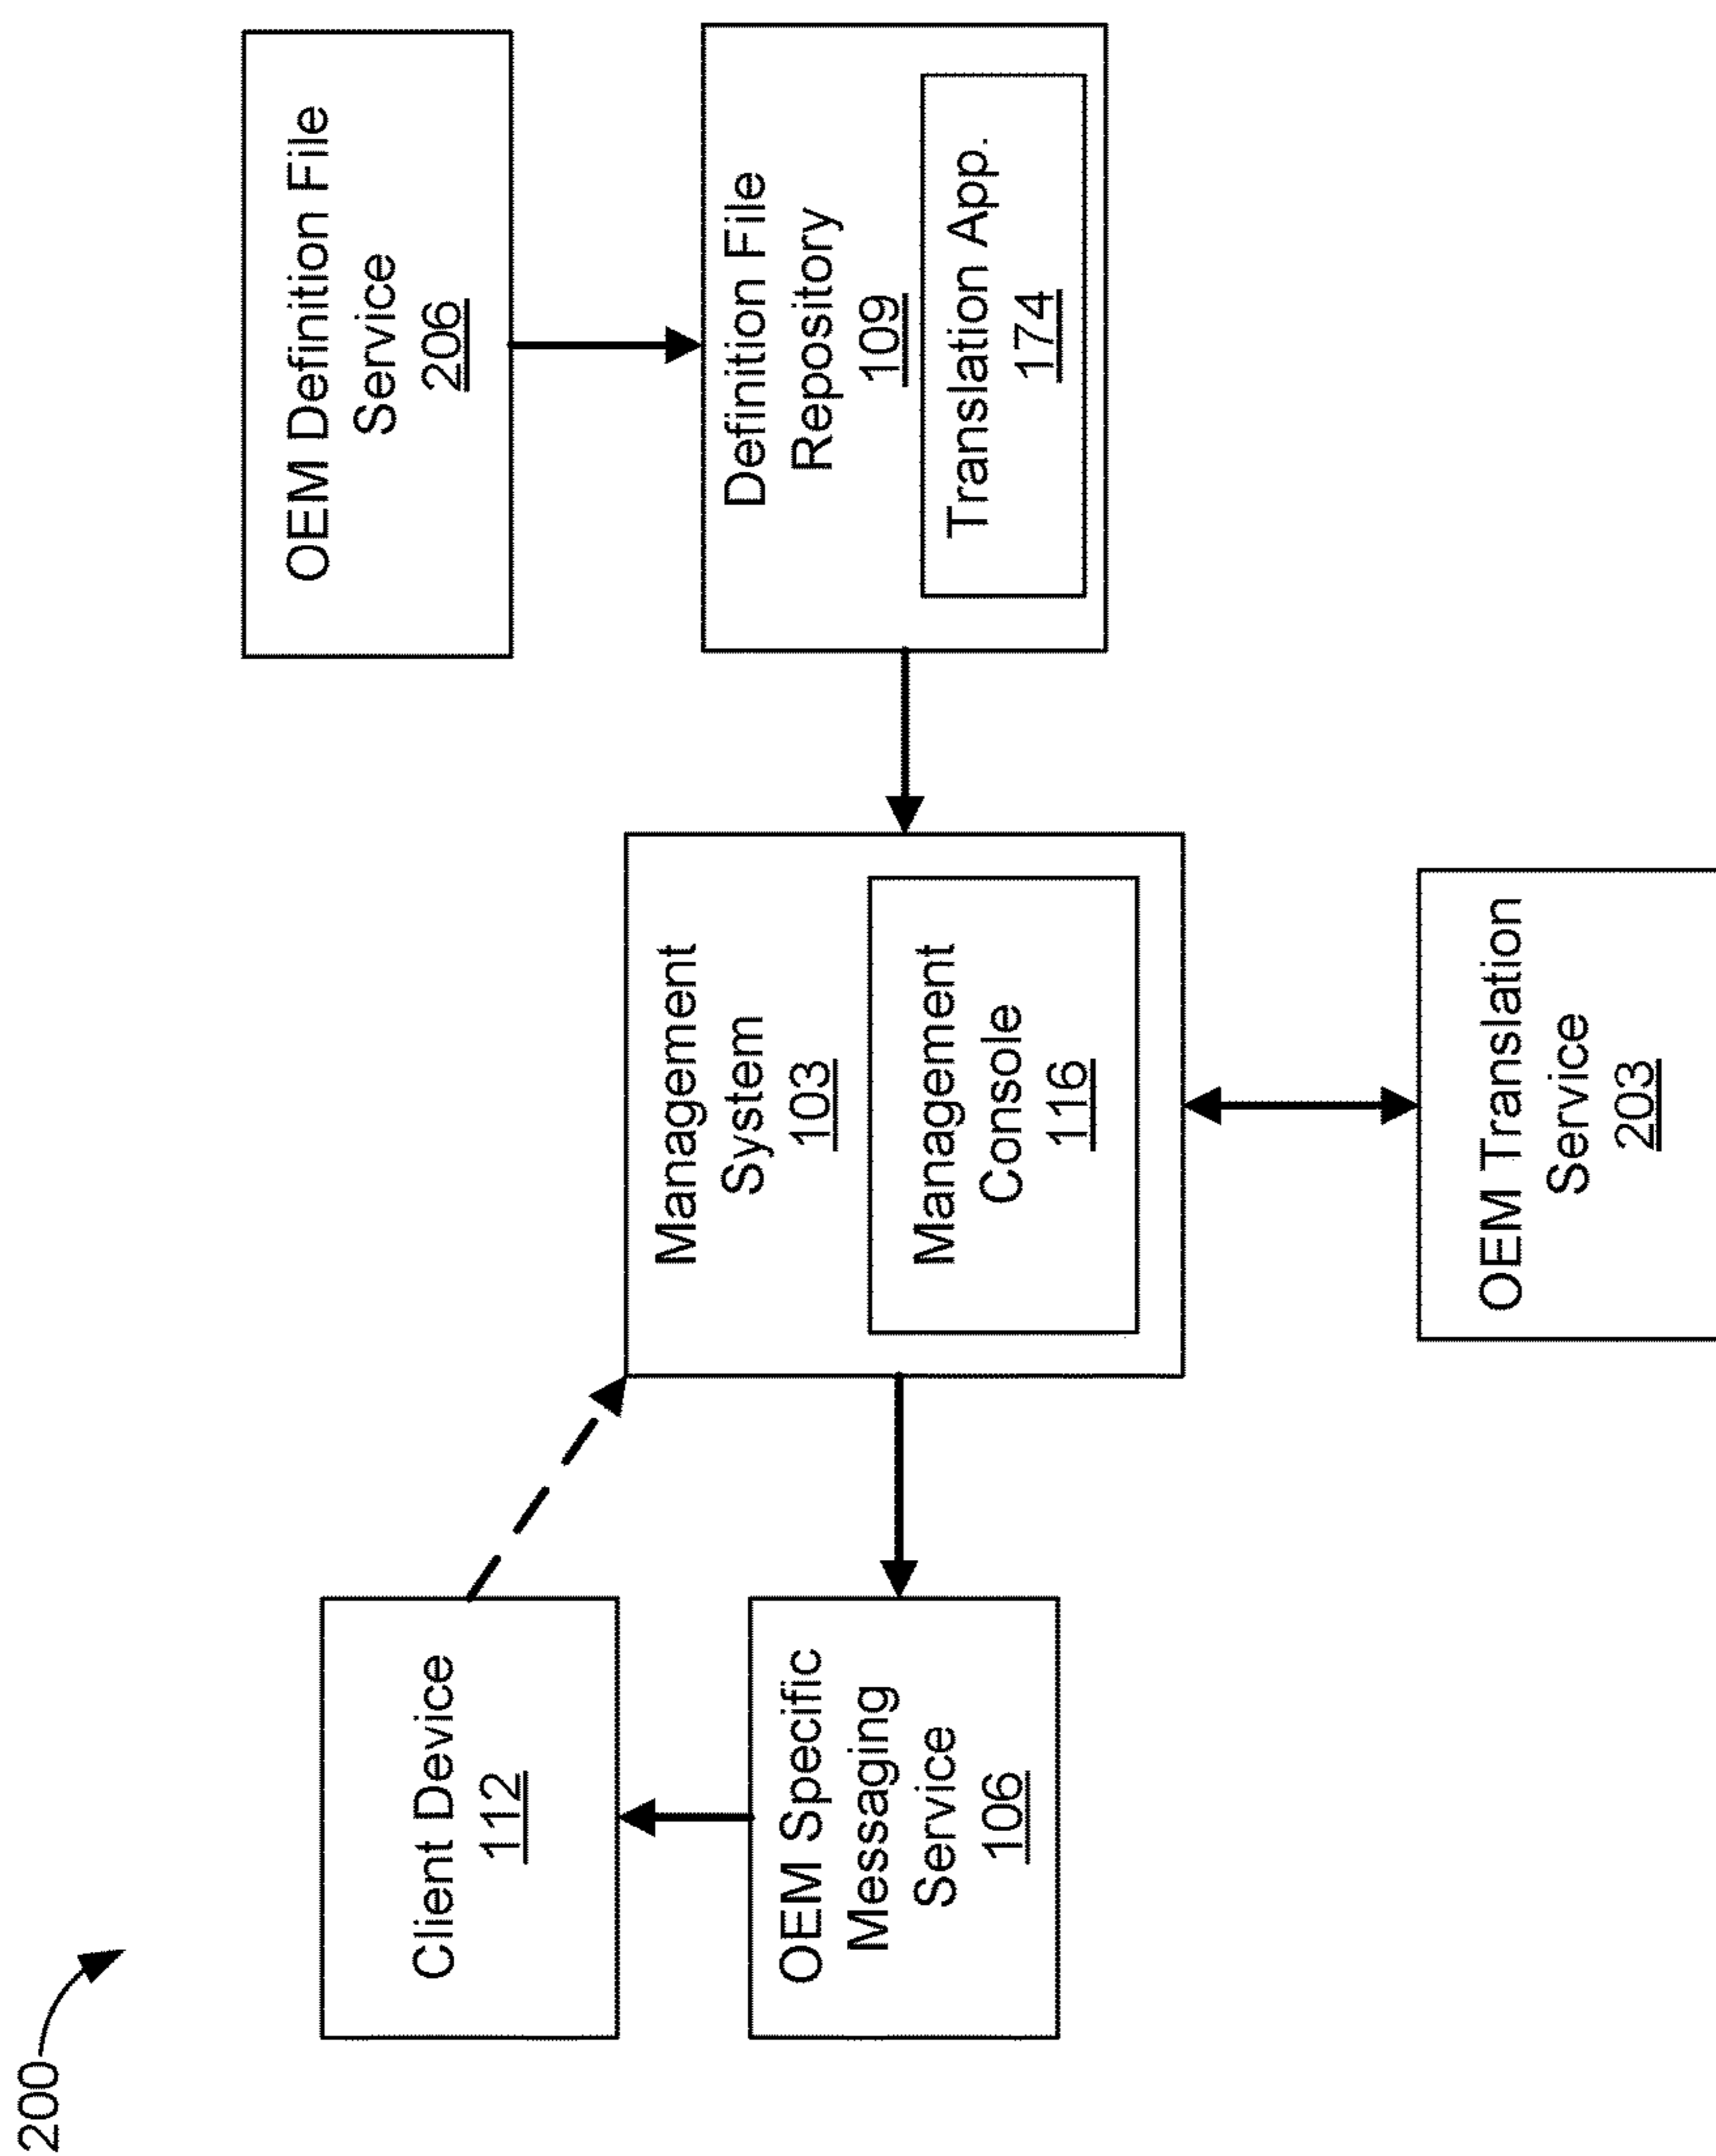 200
Client Device
112
OEM Specific
Messaging
Service
106
Management
System
103
Management
Console
116
OEM Translation
Service
203
OEM Definition File
Service
206
Definition File
Repository
109
Translation App.
174